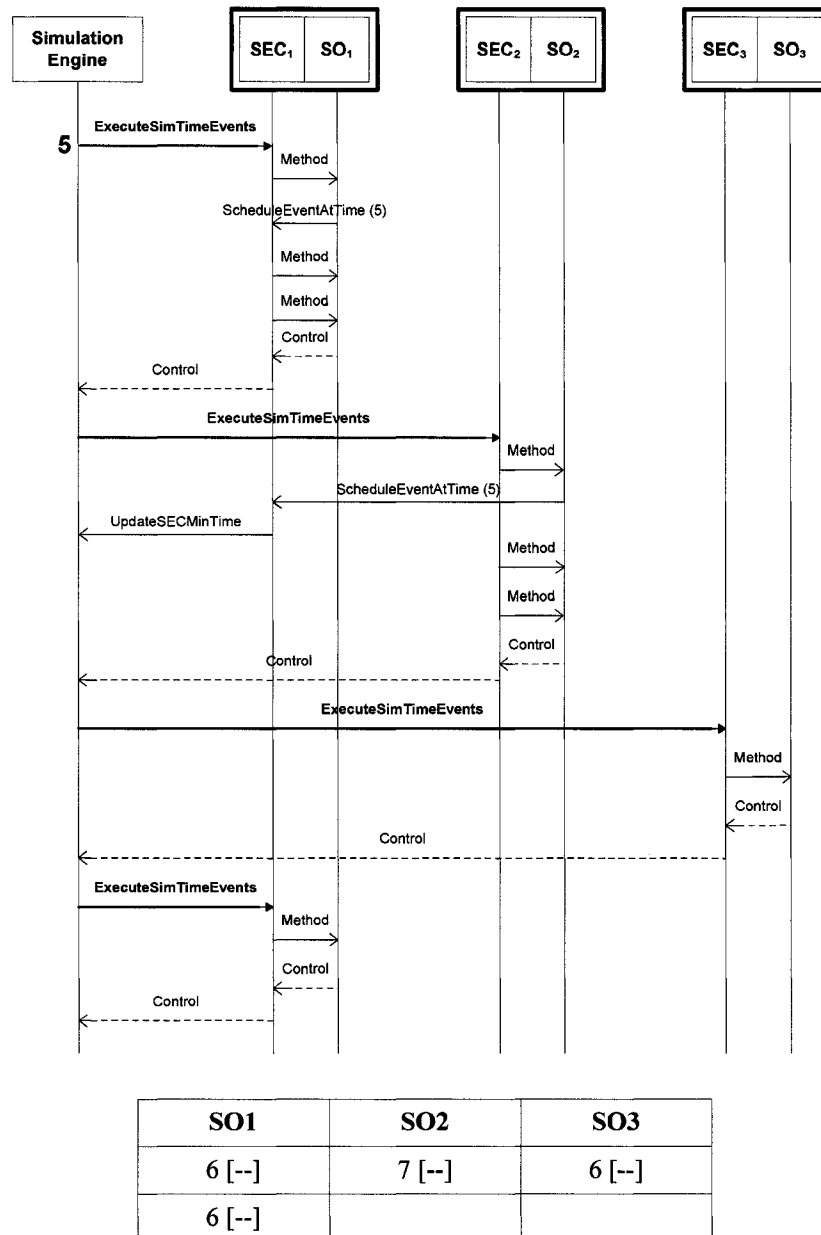 Simulation
Engine
SEC₁ SO₁
SEC₂ SO₂
SEC₃ SO₃
ExecuteSimTimeEvents
5
Method
ScheduleEventAtTime (5)
Method
Method
Control
Control
ExecuteSimTimeEvents
Method
ScheduleEventAtTime (5)
UpdateSECMinTime
Method
Method
Control
Control
ExecuteSimTimeEvents
Method
Control
Control
ExecuteSimTimeEvents
Method
Control
Control
SO1 SO2 SO3
6 [--] 7 [--] 6 [--]
6 [--]